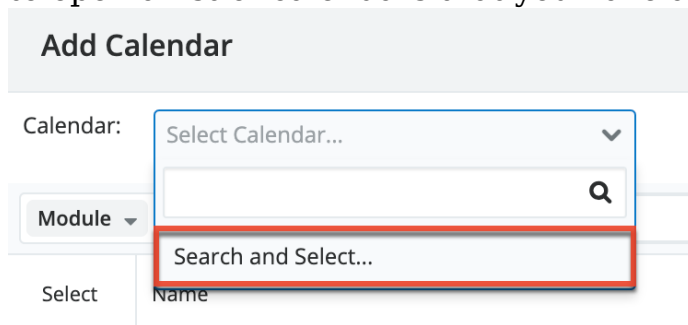 Add Calendar
Calendar:
Select Calendar...
Module
Search and Select...
Select
Name